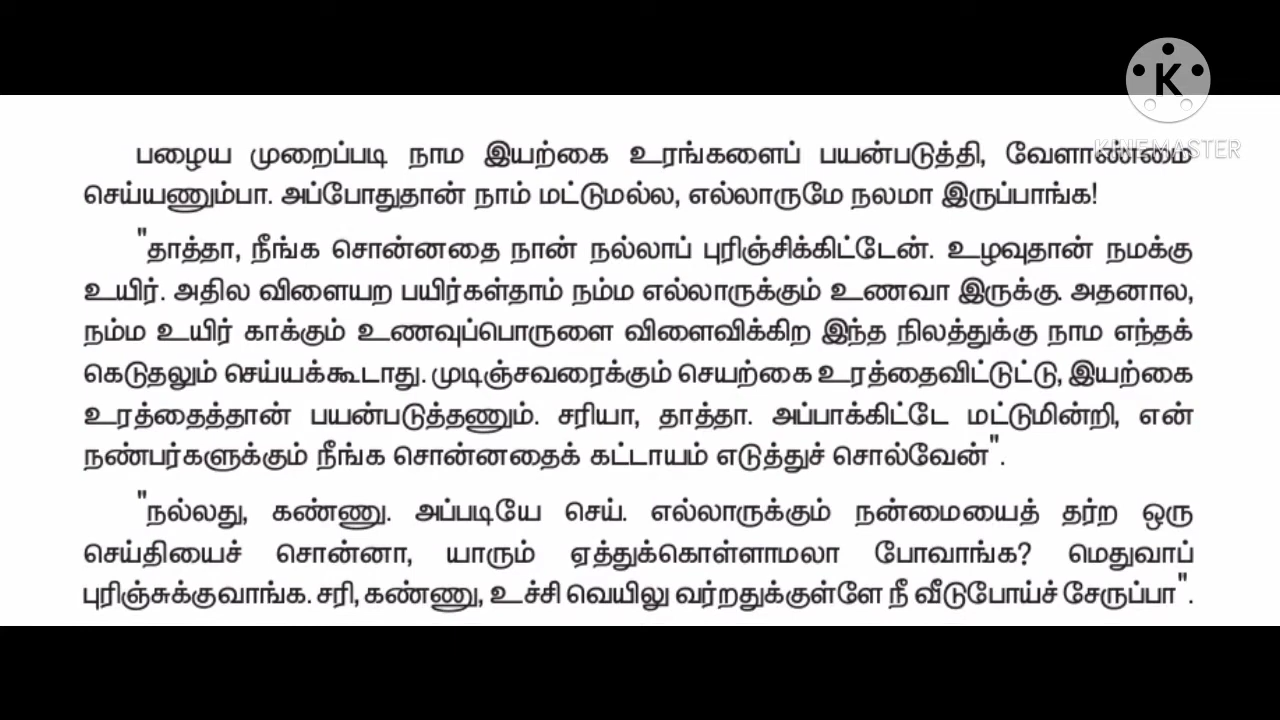 K
KINEMASTER
பழைய முறைப்படி நாம இயற்கை உரங்களைப் பயன்படுத்தி, வேளாண்மை
செய்யணும்பா. அப்போதுதான் நாம் மட்டுமல்ல, எல்லாருமே நலமா இருப்பாங்க!
"தாத்தா, நீங்க சொன்னதை நான் நல்லாப் புரிஞ்சிக்கிட்டேன். உழவுதான் நமக்கு
உயிர். அதில விளையற பயிர்கள்தாம் நம்ம எல்லாருக்கும் உணவா இருக்கு. அதனால,
நம்ம உயிர் காக்கும் உணவுப்பொருளை விளைவிக்கிற இந்த நிலத்துக்கு நாம எந்தக்
கெடுதலும் செய்யக்கூடாது. முடிஞ்சவரைக்கும் செயற்கை உரத்தைவிட்டுட்டு, இயற்கை
உரத்தைத்தான் பயன்படுத்தணும். சரியா, தாத்தா. அப்பாக்கிட்டே மட்டுமின்றி, என்
நண்பர்களுக்கும் நீங்க சொன்னதைக் கட்டாயம் எடுத்துச் சொல்வேன்".
"நல்லது, கண்ணு. அப்படியே செய். எல்லாருக்கும் நன்மையைத் தர்ற ஒரு
செய்தியைச் சொன்னா, யாரும் ஏத்துக்கொள்ளாமலா போவாங்க? மெதுவாப்
புரிஞ்சுக்குவாங்க. சரி, கண்ணு, உச்சி வெயிலு வர்றதுக்குள்ளே நீ வீடுபோய்ச் சேருப்பா".